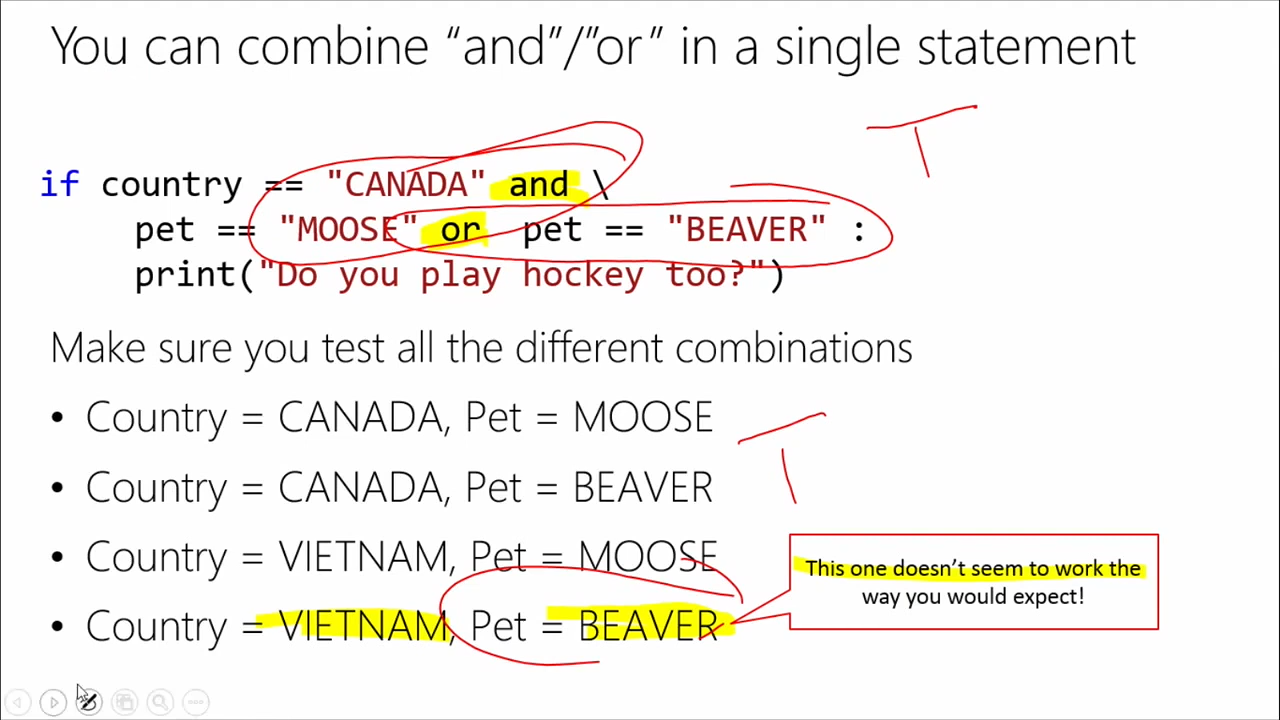 You can combine “and”/”or” in a single statement
if country == "CANADA" and \
pet == "MOOSE" or pet == "BEAVER" :
print("Do you play hockey too?")
Make sure you test all the different combinations
• Country = CANADA, Pet = MOOSE
• Country = CANADA, Pet = BEAVER
• Country = VIETNAM, Pet = MOOSE
• Country = VIETNAM, Pet = BEAVER
This one doesn’t seem to work the
way you would expect!
T
T